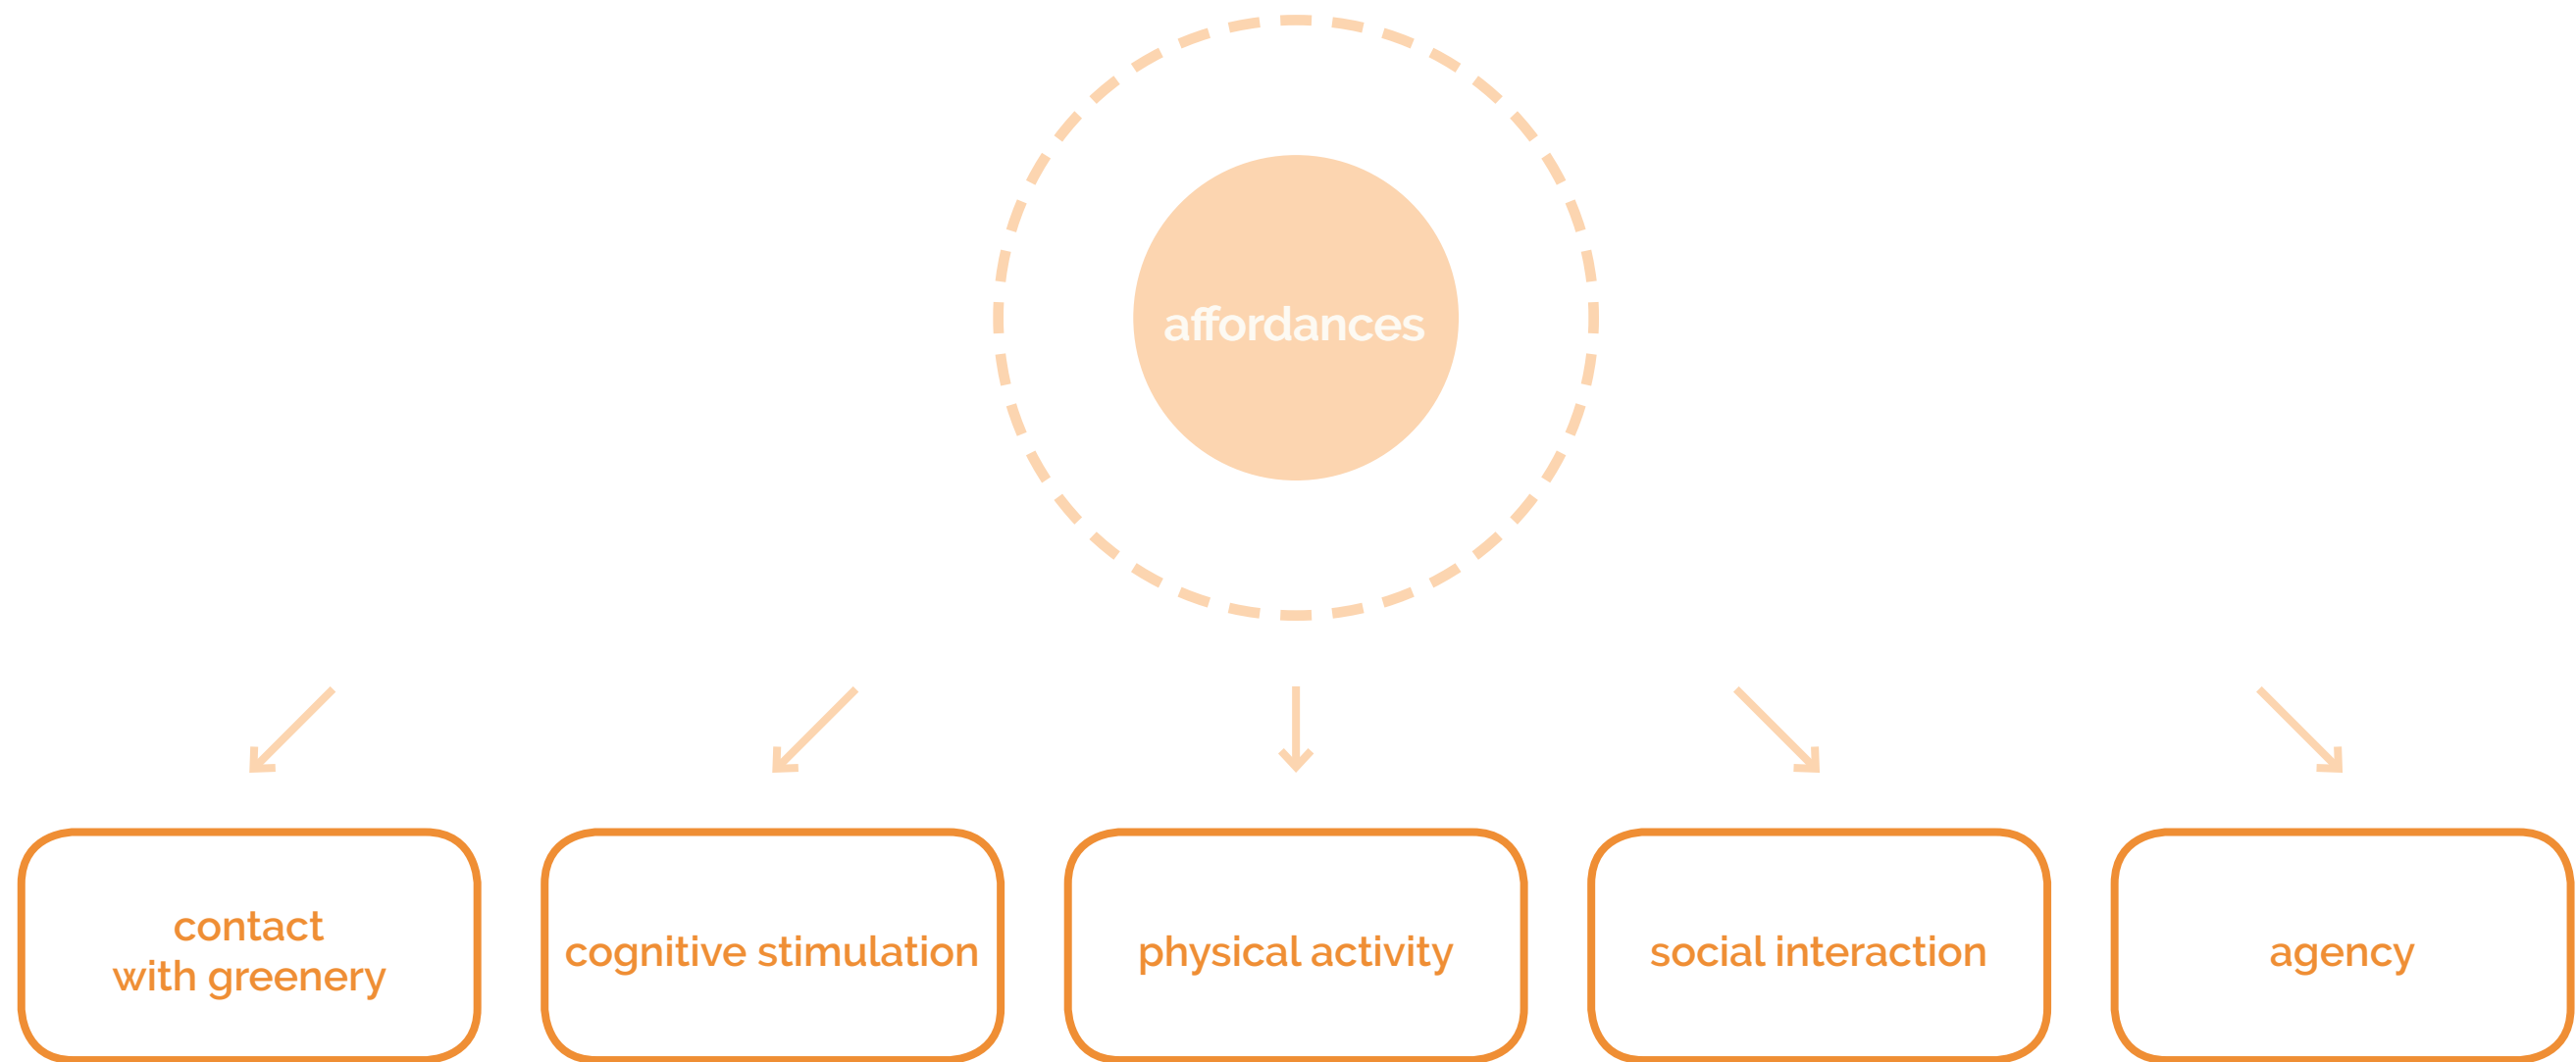 affordances
contact
with greenery
cognitive stimulation
physical activity
social interaction
agency